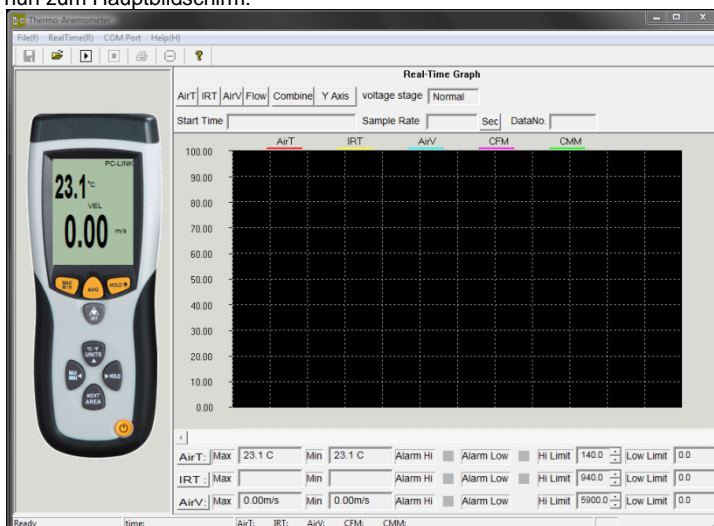 nun zum Hauptbildschirm.
Thermo-Anemometer
File(f) RealTime(R) COM Port Help(H)
Real-Time Graph
AirT IRT AirV Flow Combine Y Axis voltage stage Normal
Start Time Sample Rate Sec DataNo.
AirT IRT AirV CFM CMM
100.00
90.00
80.00
70.00
60.00
50.00
40.00
30.00
20.00
10.00
0.00
PC-LINK
23.1 °C
VEL
0.00 m/s
MAX MIN AVG HOLD
IRT
°C °F
UNITS
HOLD
NEXT
AREA
AirT: Max 23.1 C Min 23.1 C Alarm Hi Alarm Low Hi Limit 140.0 Low Limit 0.0
IRT : Max Min Alarm Hi Alarm Low Hi Limit 940.0 Low Limit 0.0
AirV: Max 0.00m/s Min 0.00m/s Alarm Hi Alarm Low Hi Limit 5900.0 Low Limit 0.0
Ready time: AirT: IRT: AirV: CFM: CMM: